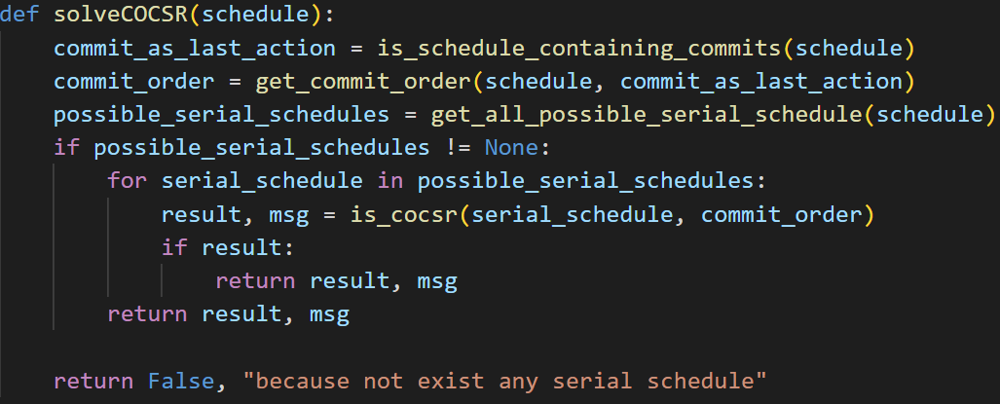 def solveCOCSR(schedule):
    commit_as_last_action = is_schedule_containing_commits(schedule)
    commit_order = get_commit_order(schedule, commit_as_last_action)
    possible_serial_schedules = get_all_possible_serial_schedule(schedule)
    if possible_serial_schedules != None:
        for serial_schedule in possible_serial_schedules:
            result, msg = is_cocsr(serial_schedule, commit_order)
            if result:
                return result, msg
        return result, msg

    return False, "because not exist any serial schedule"